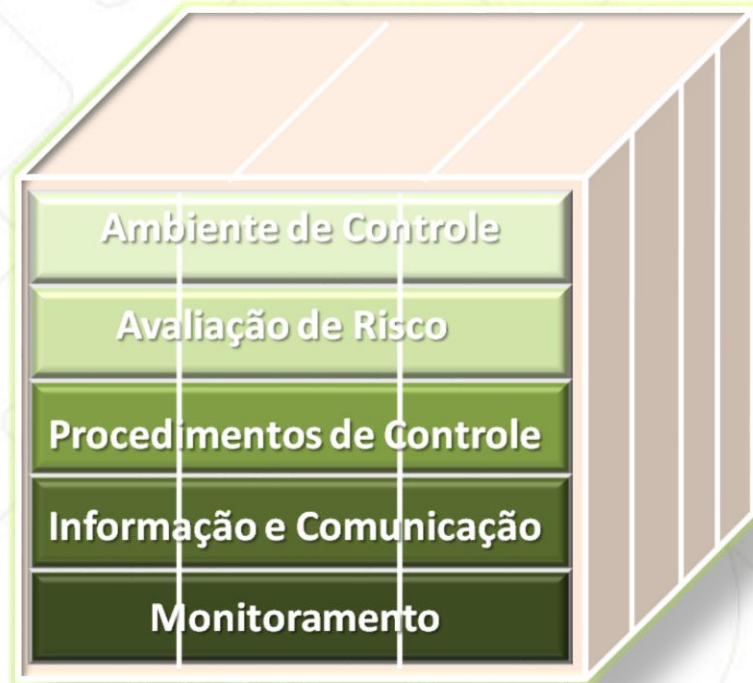 Ambiente de Controle
Avaliação de Risco
Procedimentos de Controle
Informação e Comunicação
Monitoramento